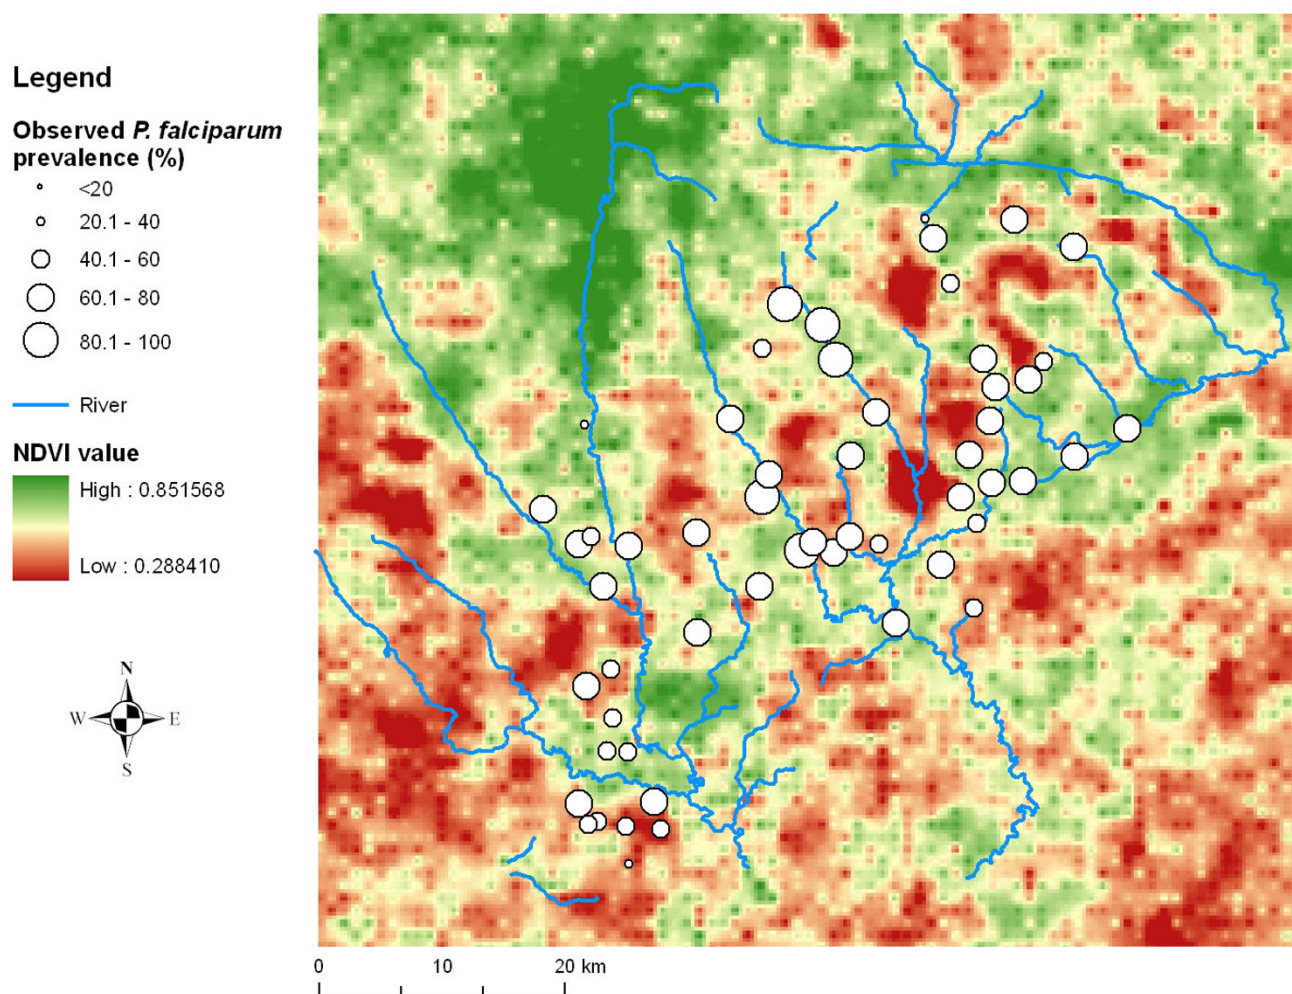 Legend
Observed P. falciparum
prevalence (%)
<20
20.1 - 40
40.1 - 60
60.1 - 80
80.1 - 100
River
NDVI value
High : 0.851568
Low : 0.288410
N
W E
S
0 10 20 km